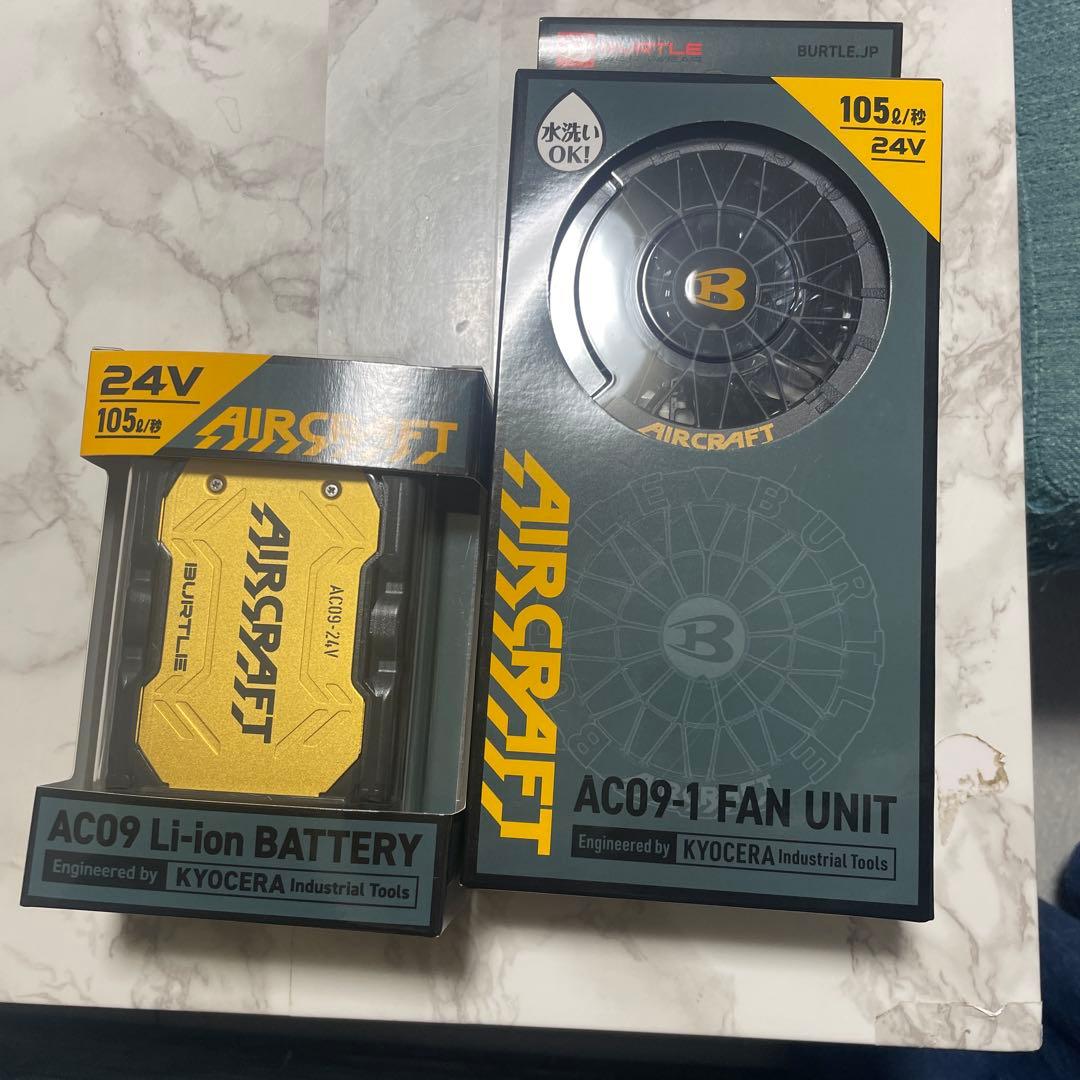 BURTLE
BURTLE.JP
水洗い
OK!
105ℓ/秒
24V
B
AIRCRAFT
AIRCRAFT
B
AC09-1 FAN UNIT
Engineered by KYOCERA Industrial Tools
24V
105ℓ/秒
AIRCRAFT
BURTLE
AIRCRAFT
AC09-24V
AC09 Li-ion BATTERY
Engineered by KYOCERA Industrial Tools